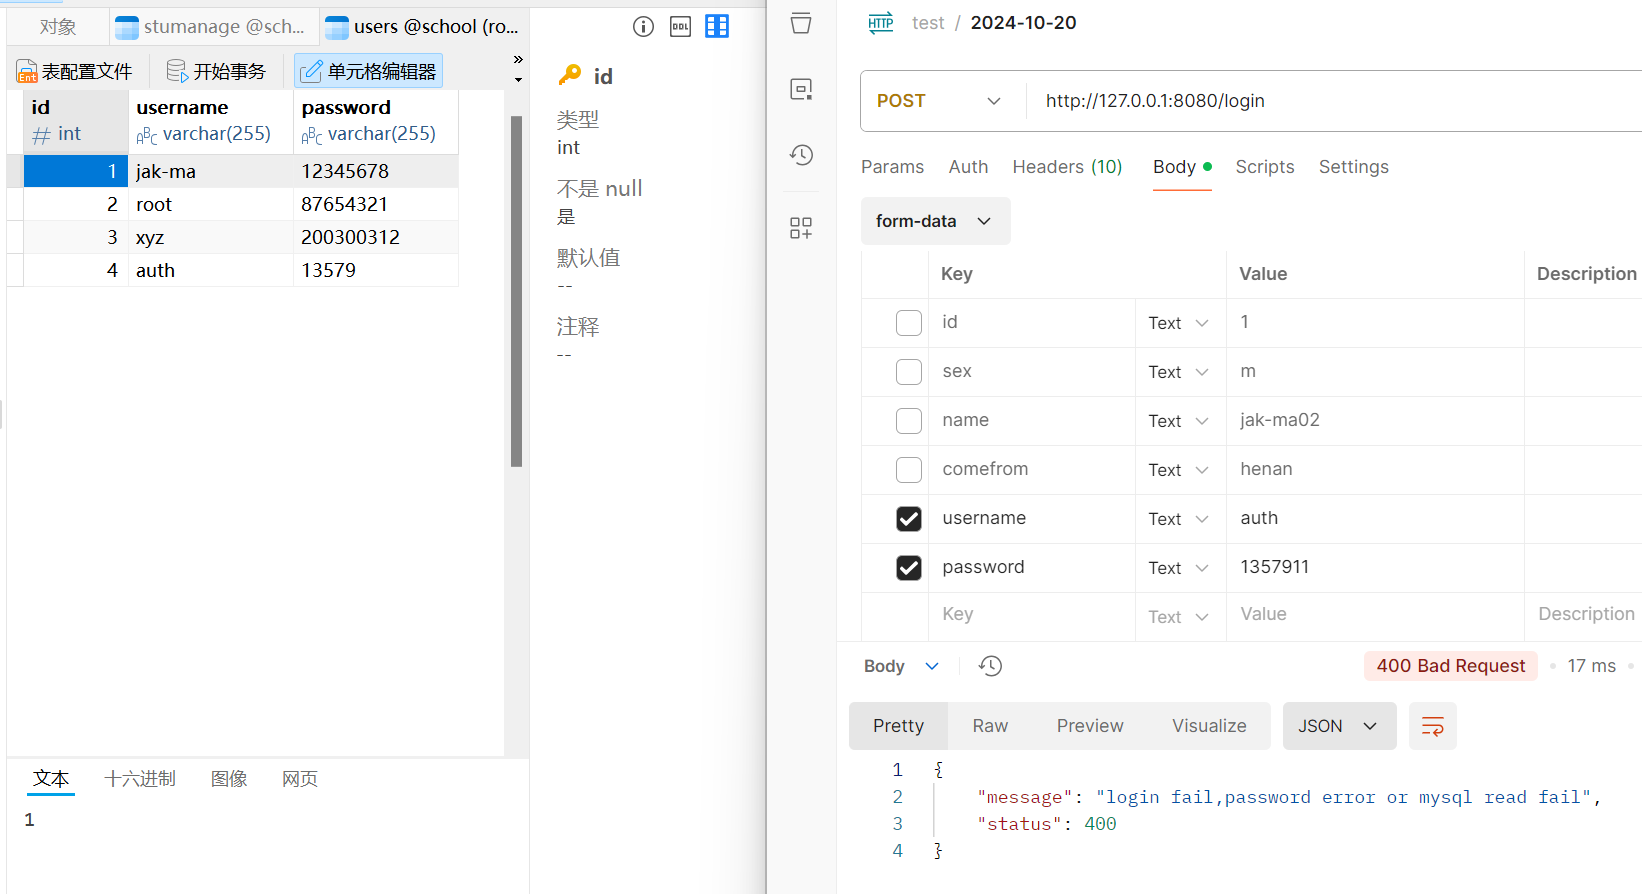 对象
stumanage @sch...
users @school (ro...
表配置文件
开始事务
单元格编辑器
»
id
username
password
# int
ABC varchar(255)
ABC varchar(255)
1 jak-ma 12345678
2 root 87654321
3 xyz 200300312
4 auth 13579
文本
十六进制
图像
网页
1
DDL
id
类型
int
不是 null
是
默认值
--
注释
--
HTTP test / 2024-10-20
POST http://127.0.0.1:8080/login
Params Auth Headers (10) Body Scripts Settings
form-data
Key Value Description
id Text 1
sex Text m
name Text jak-ma02
comefrom Text henan
username Text auth
password Text 1357911
Key Text Value Description
Body 400 Bad Request 17 ms
Pretty Raw Preview Visualize JSON
1 {
2 "message": "login fail,password error or mysql read fail",
3 "status": 400
4 }